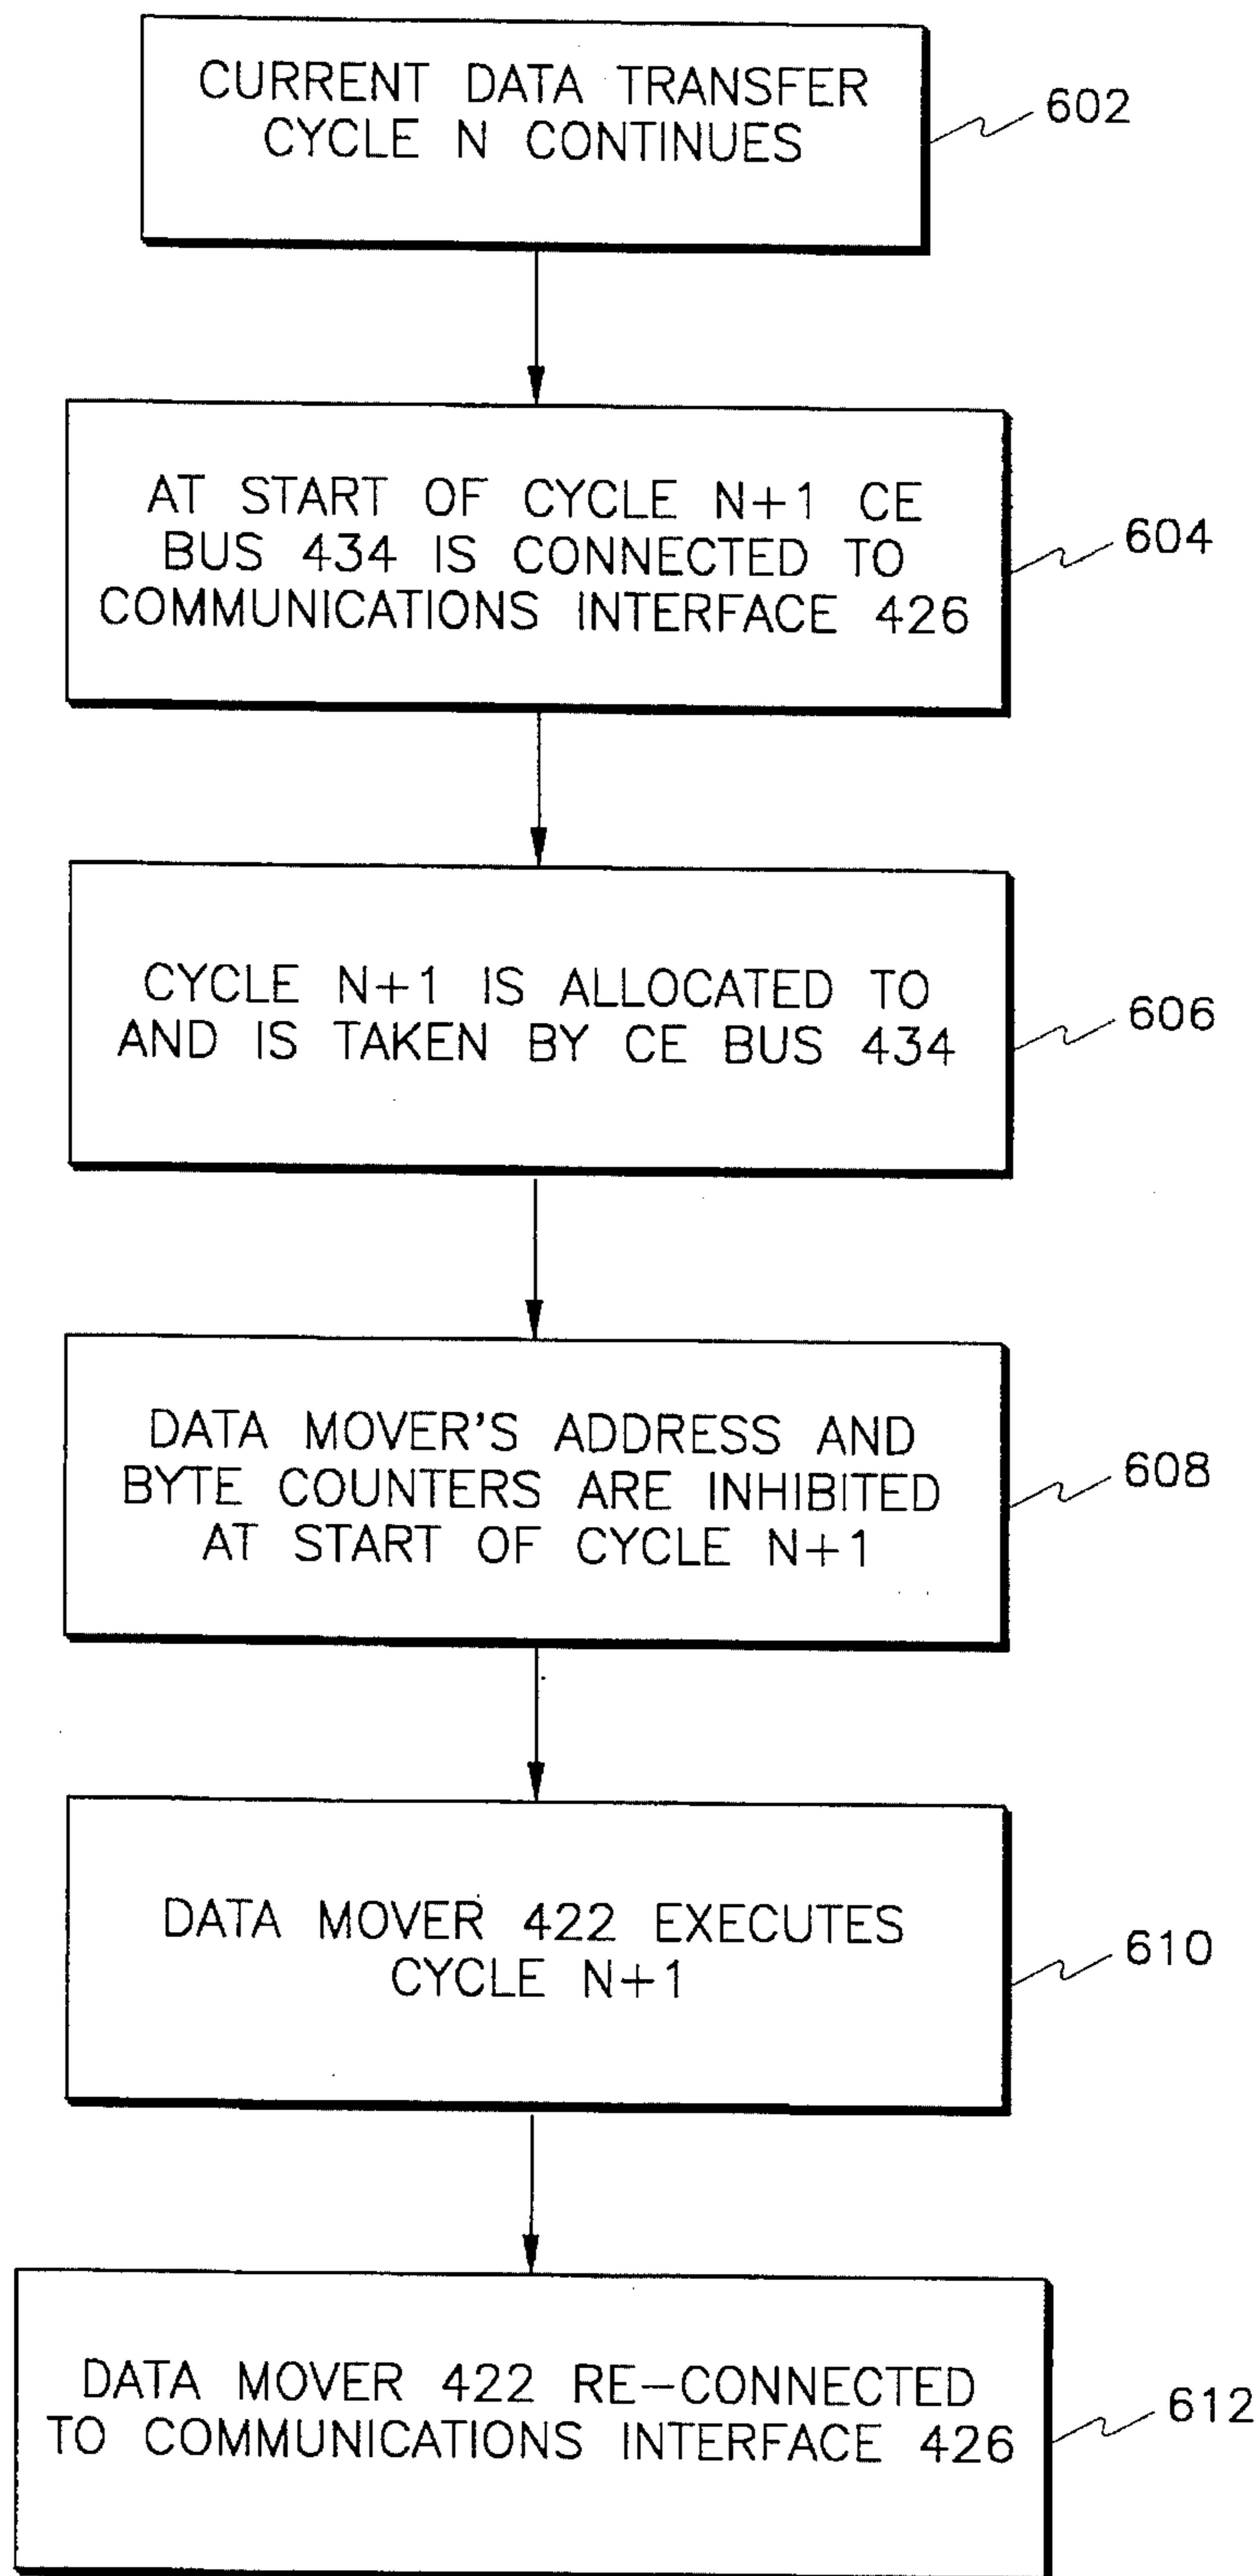 CURRENT DATA TRANSFER
CYCLE N CONTINUES
602
AT START OF CYCLE N+1 CE
BUS 434 IS CONNECTED TO
COMMUNICATIONS INTERFACE 426
604
CYCLE N+1 IS ALLOCATED TO
AND IS TAKEN BY CE BUS 434
606
DATA MOVER'S ADDRESS AND
BYTE COUNTERS ARE INHIBITED
AT START OF CYCLE N+1
608
DATA MOVER 422 EXECUTES
CYCLE N+1
610
DATA MOVER 422 RE-CONNECTED
TO COMMUNICATIONS INTERFACE 426
612